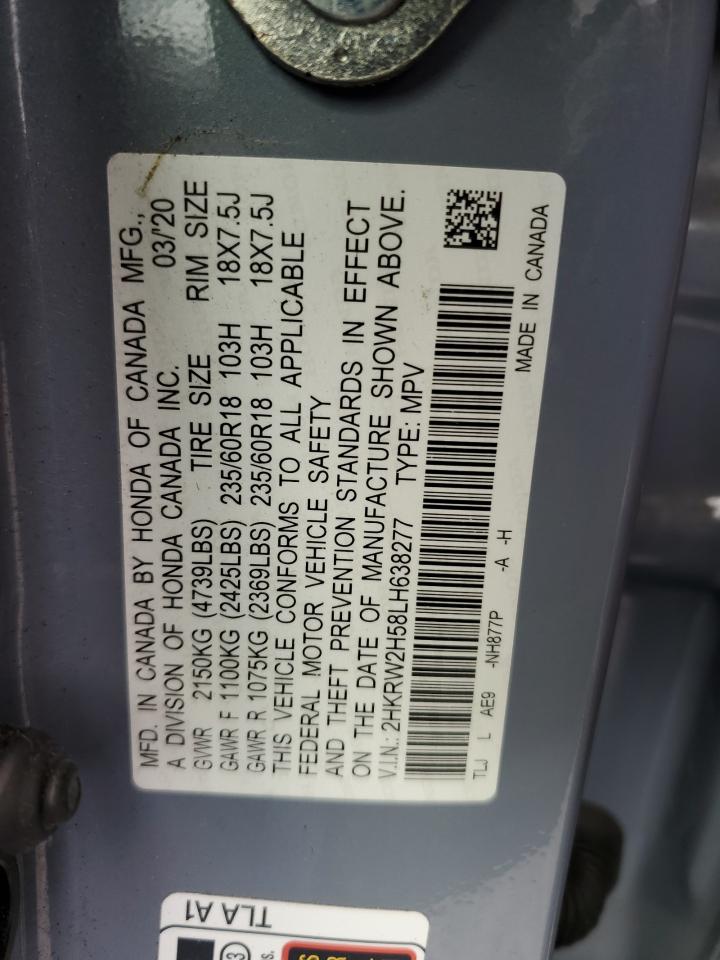 MFD. IN CANADA BY HONDA OF CANADA MFG.,
A DIVISION OF HONDA CANADA INC. 03/'20
GVWR 2150KG (4739LBS) TIRE SIZE RIM SIZE
GAWR F 1100KG (2425LBS) 235/60R18 103H 18X7.5J
GAWR R 1075KG (2369LBS) 235/60R18 103H 18X7.5J
THIS VEHICLE CONFORMS TO ALL APPLICABLE
FEDERAL MOTOR VEHICLE SAFETY
AND THEFT PREVENTION STANDARDS IN EFFECT
ON THE DATE OF MANUFACTURE SHOWN ABOVE.
V.I.N.: 2HKRW2H58LH638277 TYPE: MPV
TLJ L AE9 -NH877P -A -H
MADE IN CANADA
TLA A1